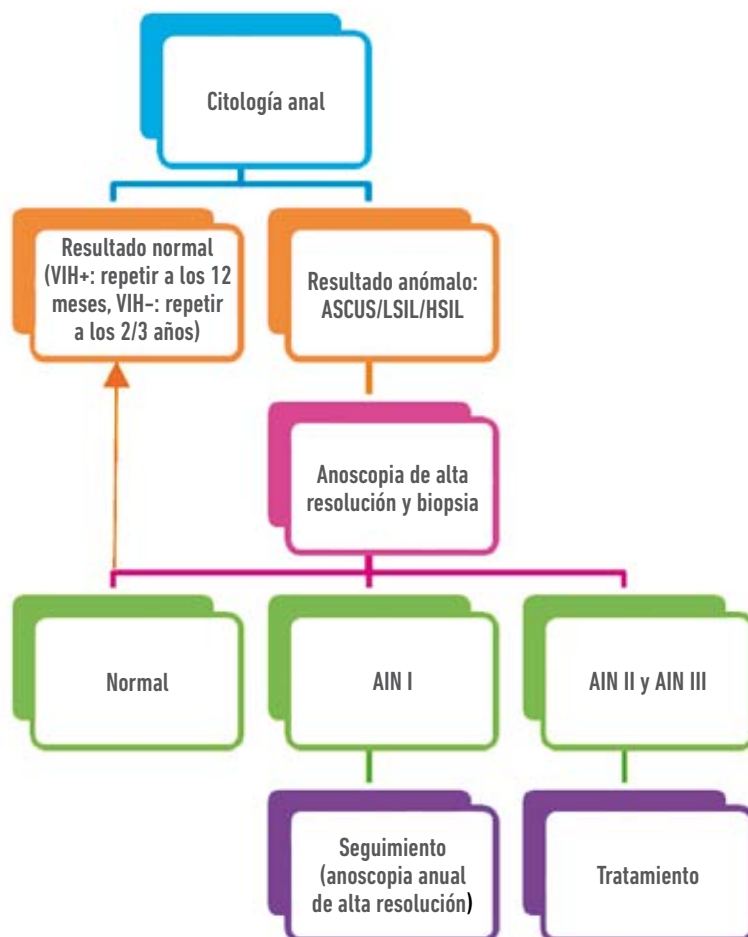 Citología anal
Resultado normal
(VIH+: repetir a los 12
meses, VIH-: repetir
a los 2/3 años)
Resultado anómalo:
ASCUS/LSIL/HSIL
Anoscopia de alta
resolución y biopsia
Normal
AIN I
AIN II y AIN III
Seguimiento
(anoscopia anual
de alta resolución)
Tratamiento